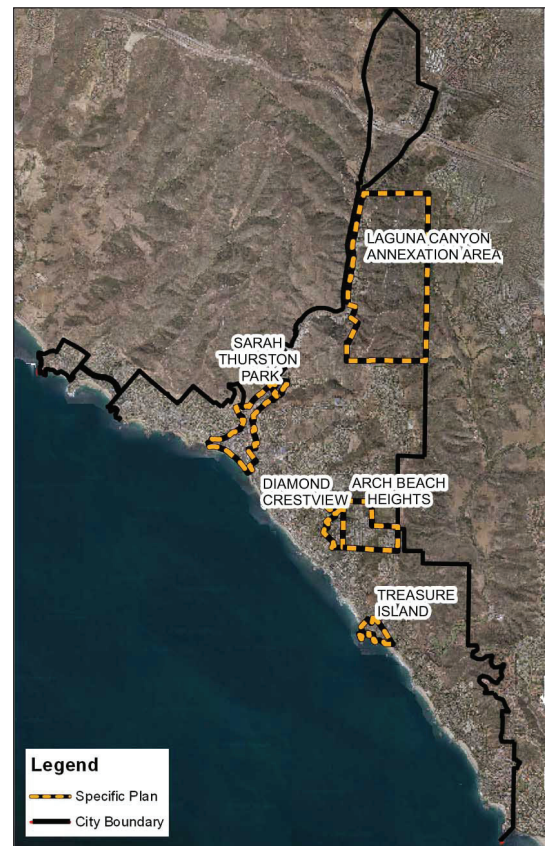 LAGUNA CANYON
ANNEXATION AREA
SARAH
THURSTON
PARK
DIAMOND
CRESTVIEW
ARCH BEACH
HEIGHTS
TREASURE
ISLAND
Legend
Specific Plan
City Boundary